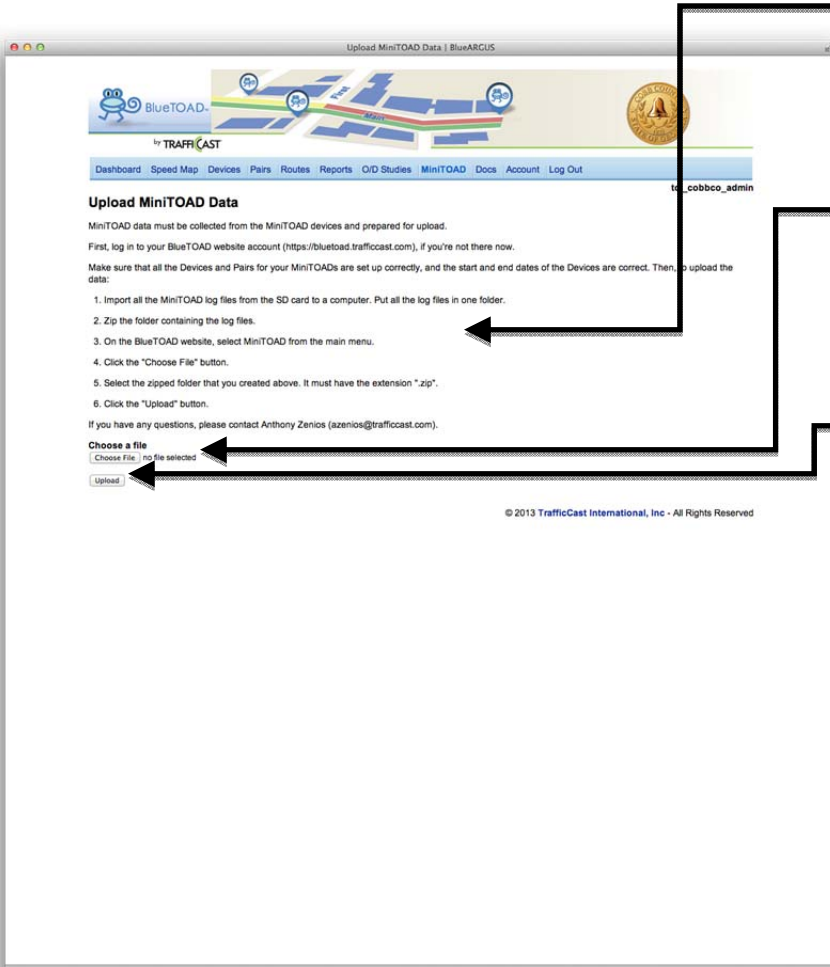 Upload MiniTOAD Data | BlueARGUS
BlueTOAD
by TRAFFICAST
First
Main
Dashboard Speed Map Devices Pairs Routes Reports O/D Studies MiniTOAD Docs Account Log Out
cobbco_admin
Upload MiniTOAD Data
MiniTOAD data must be collected from the MiniTOAD devices and prepared for upload.
First, log in to your BlueTOAD website account (https://bluetoad.trafficcast.com), if you're not there now.
Make sure that all the Devices and Pairs for your MiniTOADs are set up correctly, and the start and end dates of the Devices are correct. Then, to upload the
data:
1. Import all the MiniTOAD log files from the SD card to a computer. Put all the log files in one folder.
2. Zip the folder containing the log files.
3. On the BlueTOAD website, select MiniTOAD from the main menu.
4. Click the "Choose File" button.
5. Select the zipped folder that you created above. It must have the extension ".zip".
6. Click the "Upload" button.
If you have any questions, please contact Anthony Zenios (azenios@trafficcast.com).
Choose a file
Choose File no file selected
Upload
© 2013 TrafficCast International, Inc - All Rights Reserved